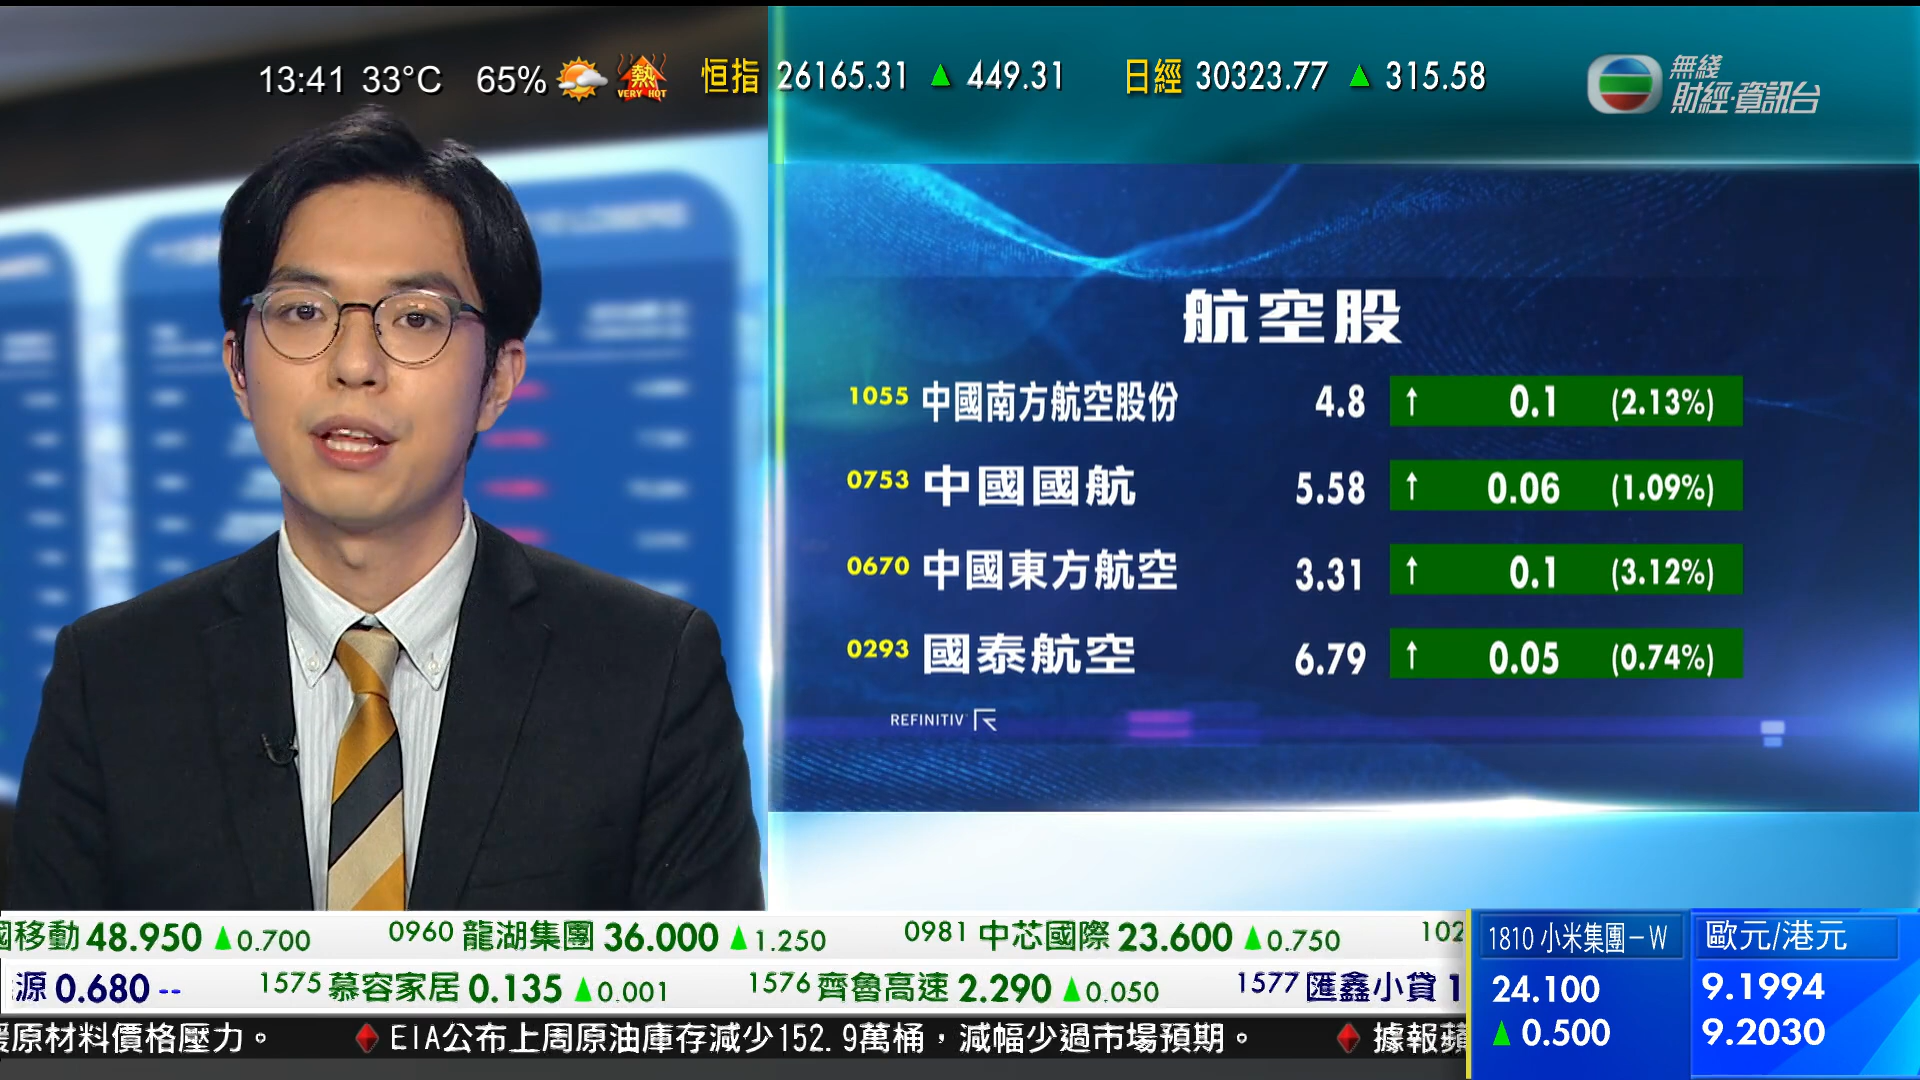 13:41 33°C 65% 熱 VERY HOT 恒指 26165.31 ▲ 449.31 日經 30323.77 ▲ 315.58
無綫
財經·資訊台
航空股
1055 中國南方航空股份 4.8 ↑ 0.1 (2.13%)
0753 中國國航 5.58 ↑ 0.06 (1.09%)
0670 中國東方航空 3.31 ↑ 0.1 (3.12%)
0293 國泰航空 6.79 ↑ 0.05 (0.74%)
REFINITIV
國移動 48.950 ▲0.700 0960 龍湖集團 36.000 ▲1.250 0981 中芯國際 23.600 ▲0.750 102
源 0.680 -- 1575 慕容家居 0.135 ▲0.001 1576 齊魯高速 2.290 ▲0.050 1577 匯鑫小貸 1
原材料價格壓力。 ♦ EIA公布上周原油庫存減少152.9萬桶，減幅少過市場預期。 ♦ 據報蘋
1810 小米集團－W
24.100
▲ 0.500
歐元/港元
9.1994
9.2030